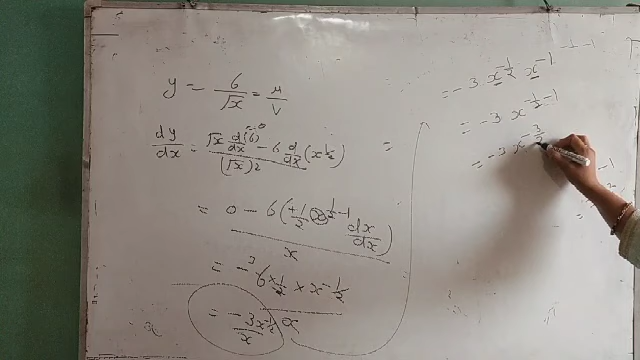 y = 6/√x = u/v
dy/dx = (√x d/dx(6) - 6 d/dx(x^1/2))/(√x)2 =
= 0 - 6(+1/2 x^1/2-1 dx/dx)/x
= -6 × 1/2 × x^-1/2
x
= -3x^-1/2/x
= -3 x^-1/2 x^-1
= -3 x^-1/2-1
= -3 x^-3/2